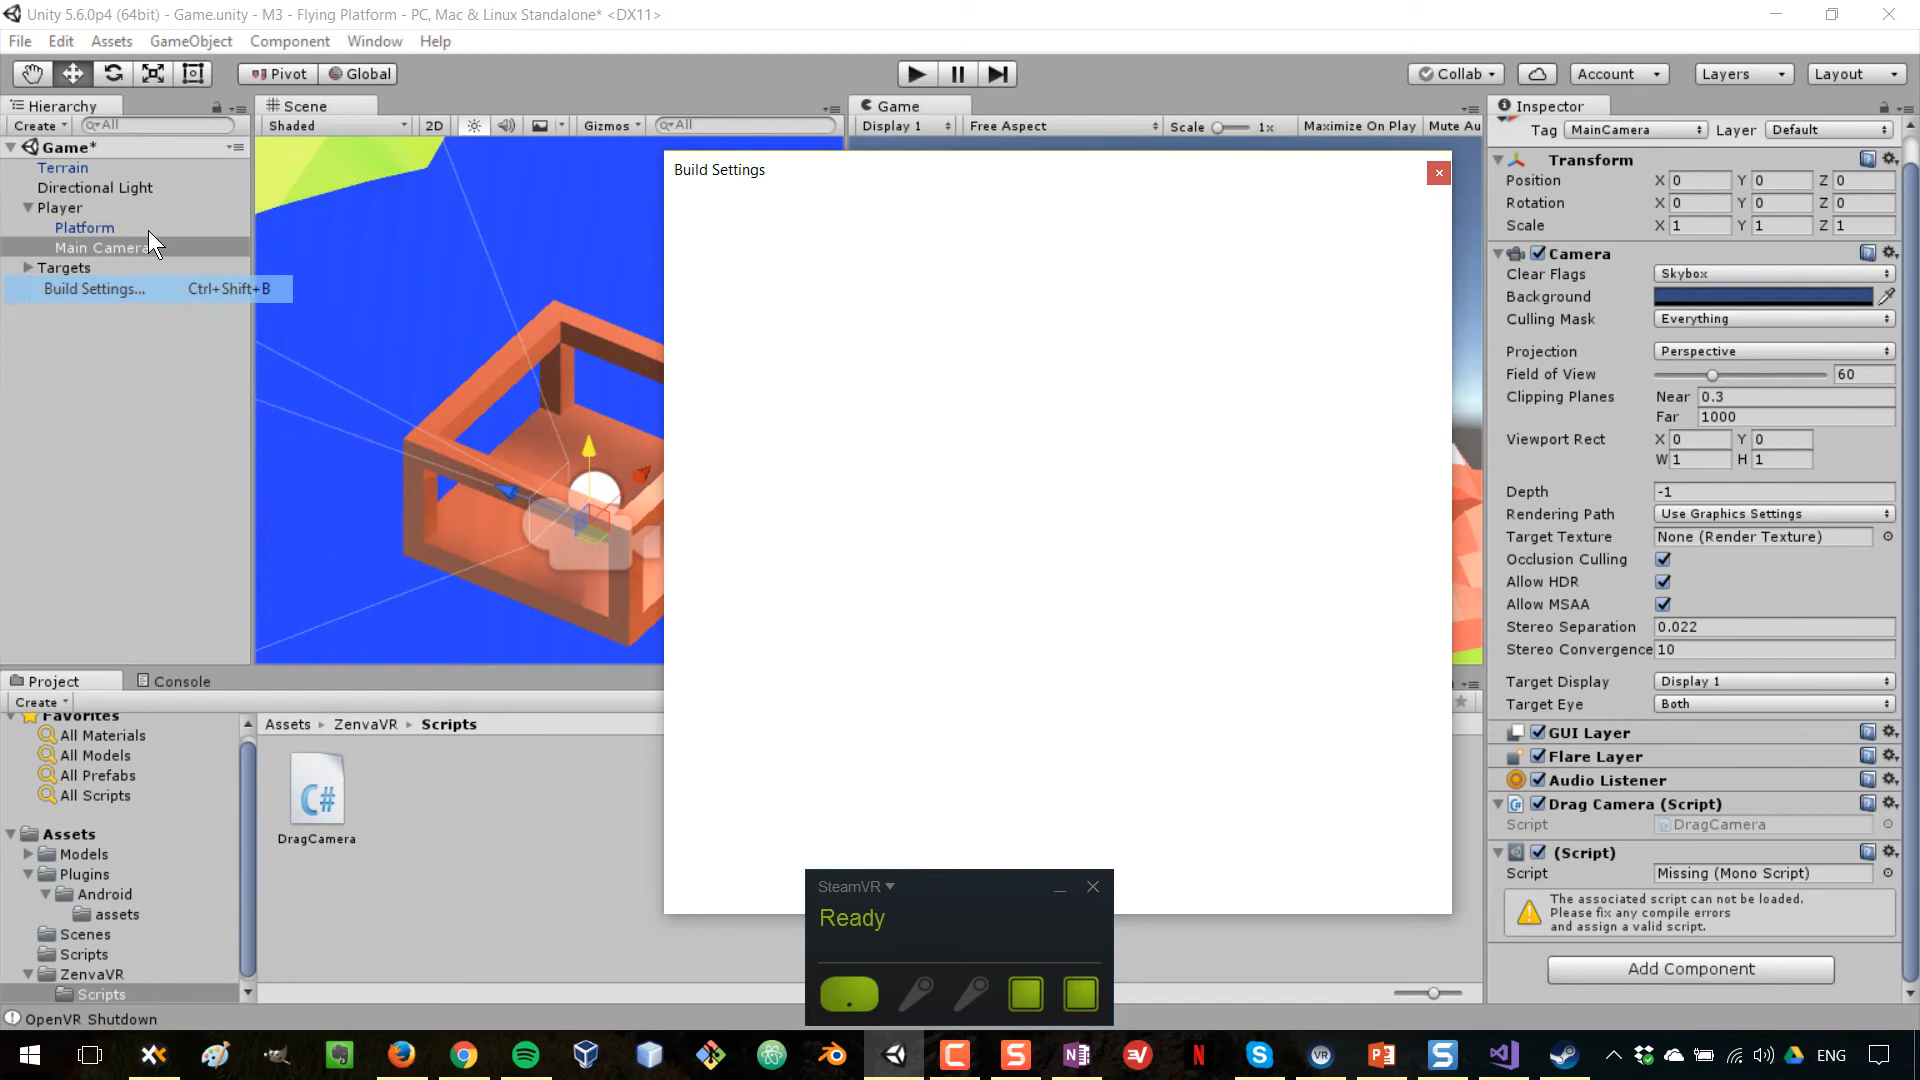 Unity 5.6.0p4 (64bit) - Game.unity - M3 - Flying Platform - PC, Mac & Linux Standalone* <DX11>
File Edit Assets GameObject Component Window Help
Pivot Global Collab Account Layers Layout
Hierarchy
Create All
Game*
Terrain
Directional Light
Player
Platform
Main Camera
Targets
Build Settings... Ctrl+Shift+B
Scene
Shaded 2D Gizmos All
Game
Display 1 Free Aspect Scale 1x Maximize On Play Mute Au
Build Settings
Inspector
Tag MainCamera Layer Default
Transform
Position X 0 Y 0 Z 0
Rotation X 0 Y 0 Z 0
Scale X 1 Y 1 Z 1
Camera
Clear Flags Skybox
Background
Culling Mask Everything
Projection Perspective
Field of View 60
Clipping Planes Near 0.3
Far 1000
Viewport Rect X 0 Y 0
W 1 H 1
Depth -1
Rendering Path Use Graphics Settings
Target Texture None (Render Texture)
Occlusion Culling
Allow HDR
Allow MSAA
Stereo Separation 0.022
Stereo Convergence 10
Target Display Display 1
Target Eye Both
GUI Layer
Flare Layer
Audio Listener
Drag Camera (Script)
Script DragCamera
(Script)
Script Missing (Mono Script)
The associated script can not be loaded.
Please fix any compile errors
and assign a valid script.
Add Component
Project Console
Create
Favorites
All Materials
All Models
All Prefabs
All Scripts
Assets
Models
Plugins
Android
assets
Scenes
Scripts
ZenvaVR
Scripts
Assets ZenvaVR Scripts
C#
DragCamera
SteamVR
Ready
OpenVR Shutdown
ENG